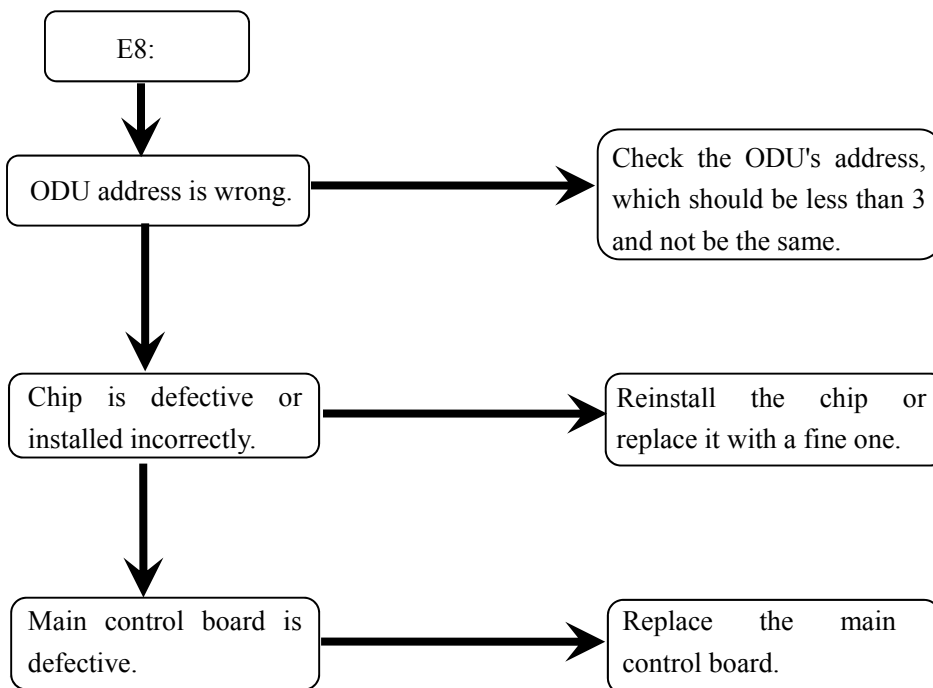 E8:
ODU address is wrong.
Check the ODU's address,
which should be less than 3
and not be the same.
Chip is defective or
installed incorrectly.
Reinstall the chip or
replace it with a fine one.
Main control board is
defective.
Replace the main
control board.